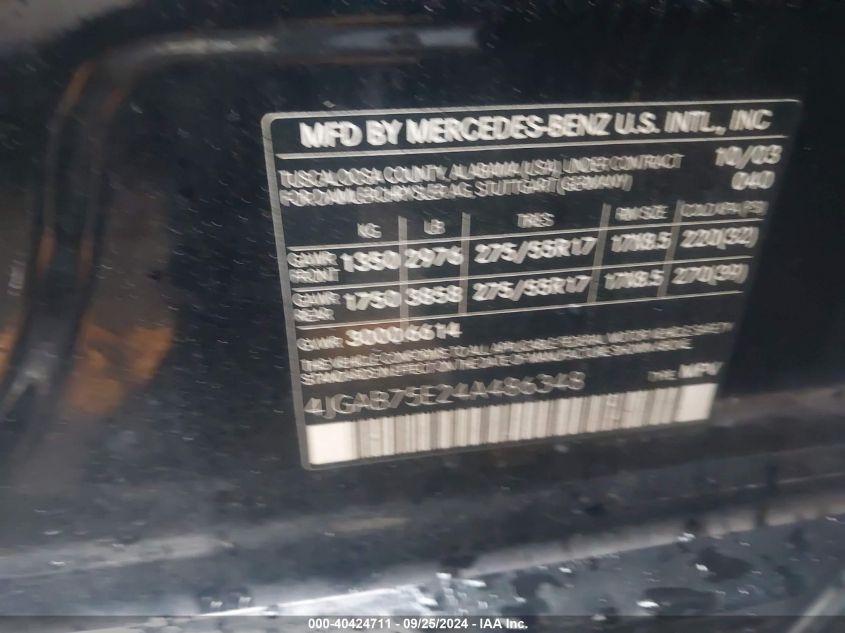 MFD BY MERCEDES-BENZ U.S. INTL., INC
TUSCALOOSA COUNTY, ALABAMA (USA), UNDER CONTRACT 10/03
FOR DAIMLERCHRYSLER AG, STUTTGART (GERMANY) 040
KG LB TIRES RIM SIZE COLD kPA (PSI)
GAWR FRONT 1350 2976 275/55R17 17X8.5 220(32)
GAWR REAR 1750 3858 275/55R17 17X8.5 270(39)
GVWR 3000 6614
THIS VEHICLE CONFORMS TO ALL APPLICABLE FEDERAL MOTOR VEHICLE SAFETY
STANDARDS IN EFFECT ON THE DATE OF MANUFACTURE SHOWN ABOVE.
4JGAB75E24A486348 TYPE: MPV
000-40424711 - 09/25/2024 - IAA Inc.